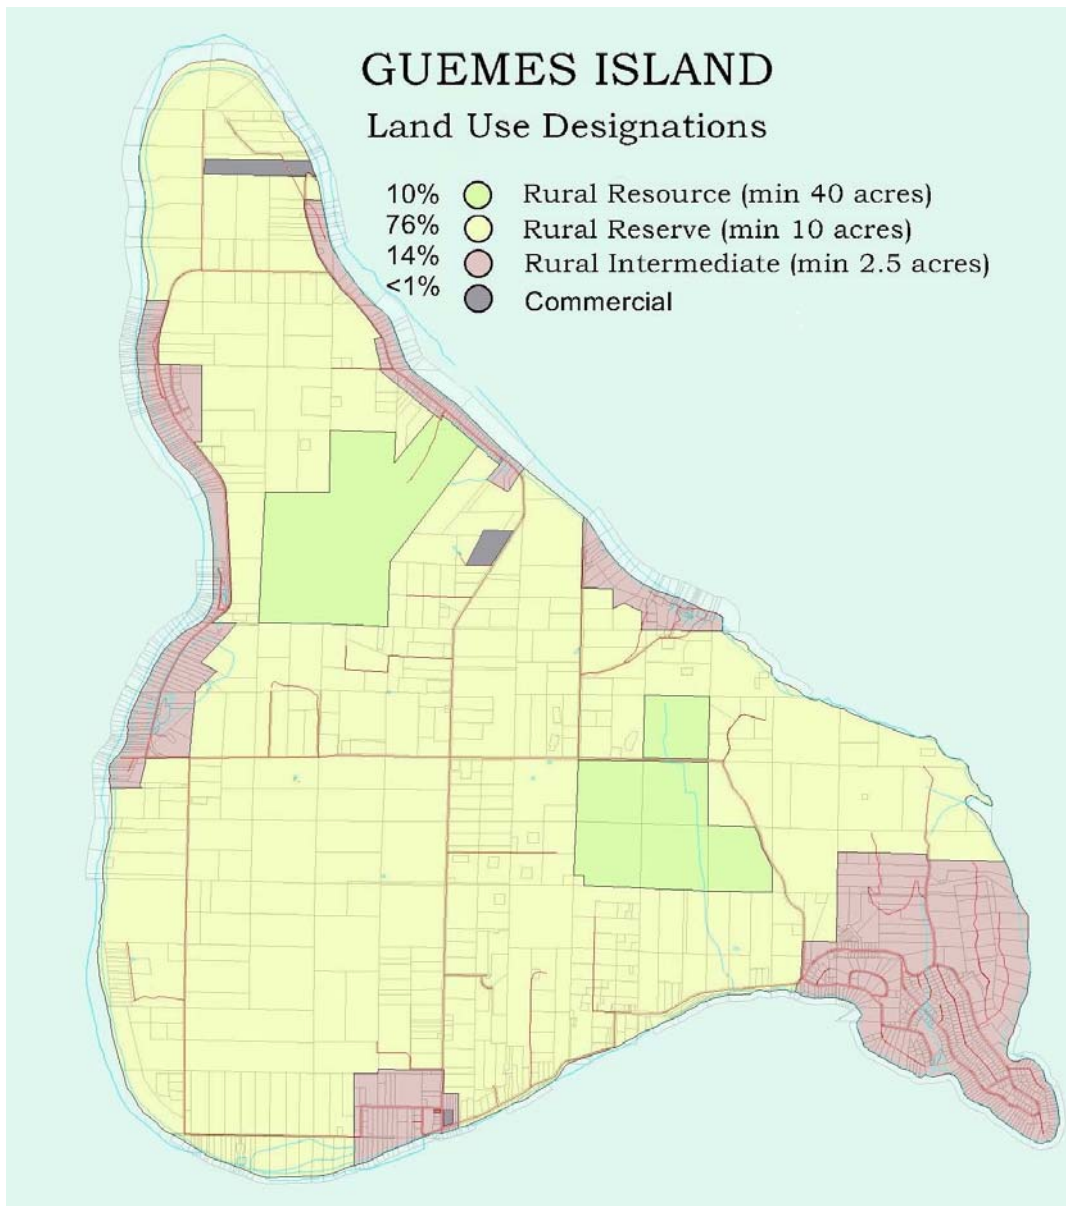 GUEMES ISLAND
Land Use Designations
10% Rural Resource (min 40 acres)
76% Rural Reserve (min 10 acres)
14% Rural Intermediate (min 2.5 acres)
<1% Commercial